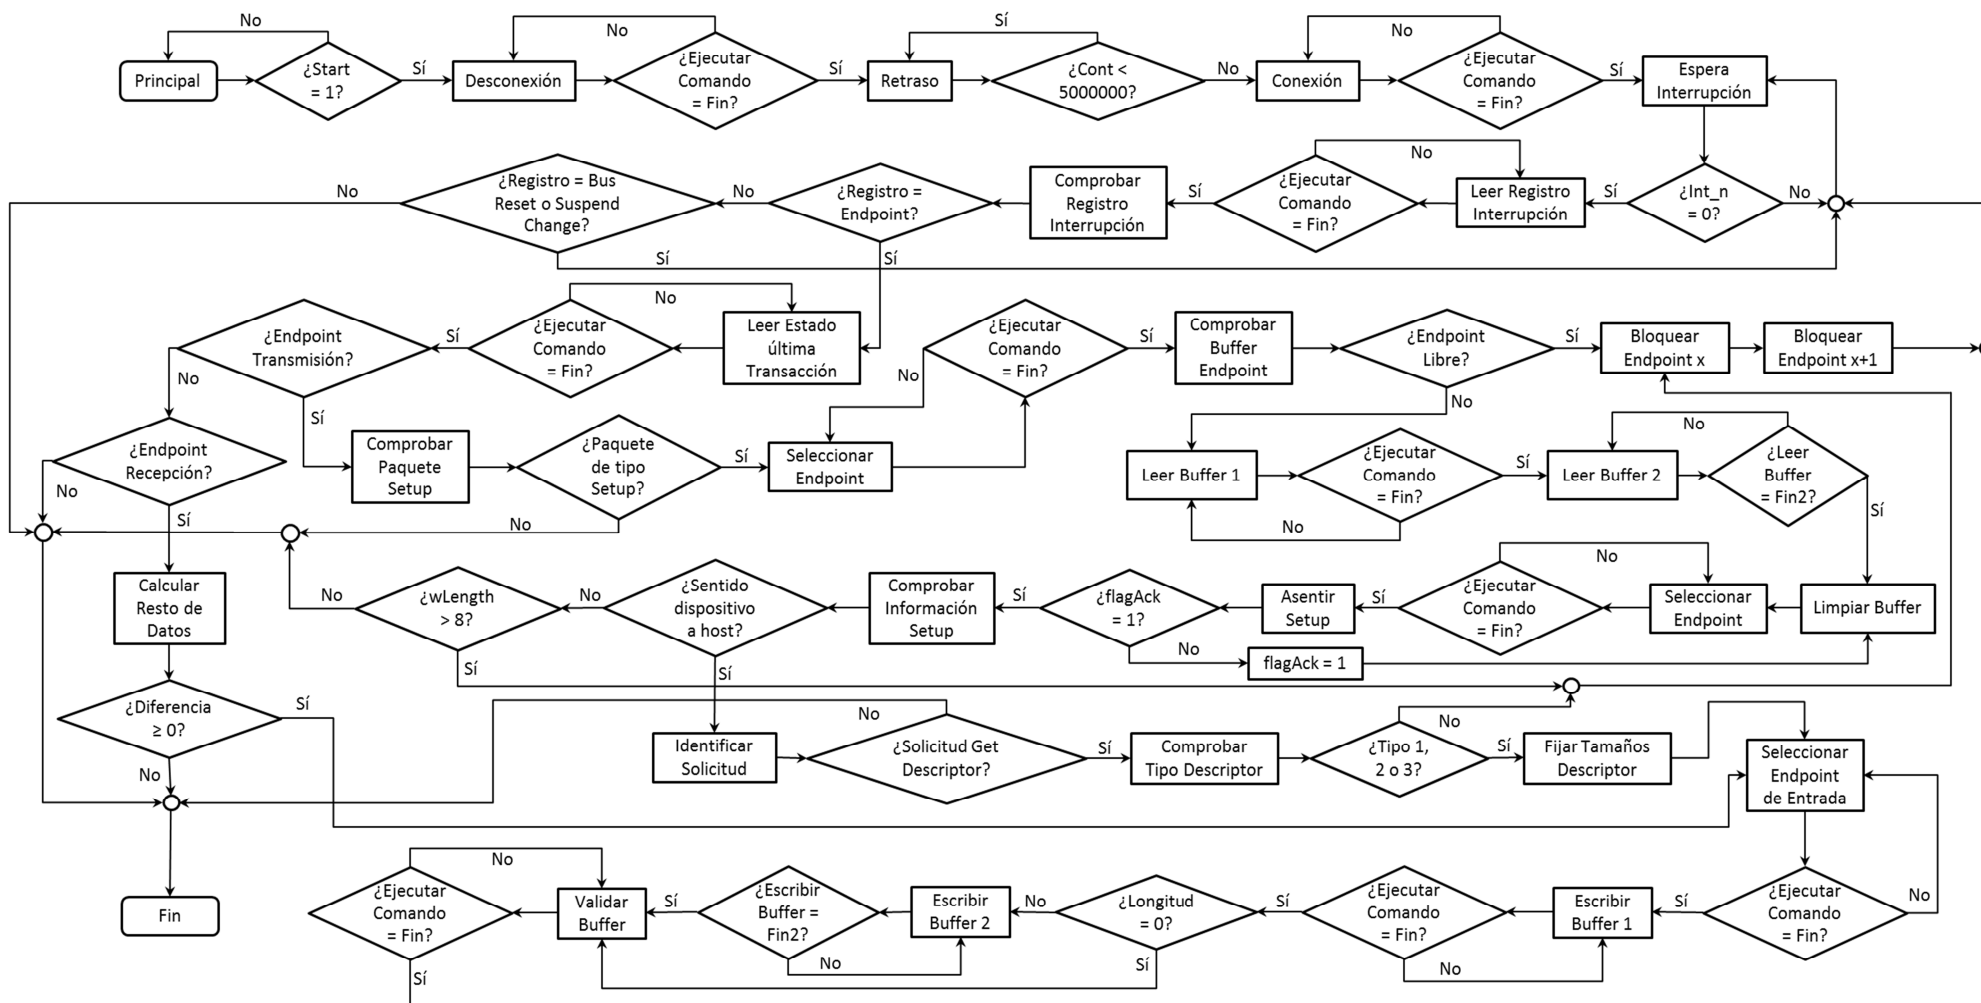 No
No
Sí
No
Principal
¿Start
= 1?
Sí
Desconexión
¿Ejecutar
Comando
= Fin?
Sí
Retraso
¿Cont <
5000000?
No
Conexión
¿Ejecutar
Comando
= Fin?
Sí
Espera
Interrupción
No
¿Registro = Bus
Reset o Suspend
Change?
No
¿Registro =
Endpoint?
Comprobar
Registro
Interrupción
Sí
¿Ejecutar
Comando
= Fin?
No
Leer Registro
Interrupción
Sí
¿Int_n
= 0?
No
Sí
Sí
¿Endpoint
Transmisión?
Sí
¿Ejecutar
Comando
= Fin?
No
Leer Estado
última
Transacción
¿Ejecutar
Comando
= Fin?
No
Sí
Comprobar
Buffer
Endpoint
¿Endpoint
Libre?
Sí
Bloquear
Endpoint x
Bloquear
Endpoint x+1
No
Sí
No
¿Endpoint
Recepción?
No
Sí
Comprobar
Paquete
Setup
¿Paquete
de tipo
Setup?
Sí
No
Seleccionar
Endpoint
Leer Buffer 1
¿Ejecutar
Comando
= Fin?
No
Sí
Leer Buffer 2
No
¿Leer
Buffer
= Fin2?
Sí
Calcular
Resto de
Datos
No
¿wLength
> 8?
Sí
No
¿Sentido
dispositivo
a host?
Sí
Comprobar
Información
Setup
Sí
¿flagAck
= 1?
No
flagAck = 1
Asentir
Setup
Sí
¿Ejecutar
Comando
= Fin?
No
Seleccionar
Endpoint
Limpiar Buffer
¿Diferencia
≥ 0?
Sí
No
Identificar
Solicitud
No
¿Solicitud Get
Descriptor?
Sí
Comprobar
Tipo Descriptor
No
¿Tipo 1,
2 o 3?
Sí
Fijar Tamaños
Descriptor
Seleccionar
Endpoint
de Entrada
Fin
¿Ejecutar
Comando
= Fin?
No
Sí
Validar
Buffer
Sí
¿Escribir
Buffer =
Fin2?
No
Escribir
Buffer 2
No
¿Longitud
= 0?
Sí
Sí
¿Ejecutar
Comando
= Fin?
No
Escribir
Buffer 1
Sí
¿Ejecutar
Comando
= Fin?
No